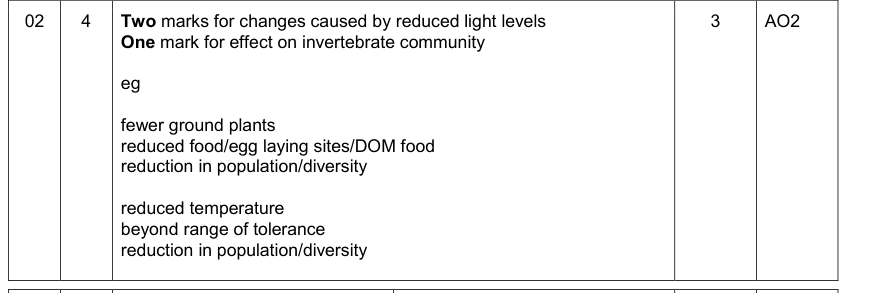 02 4 Two marks for changes caused by reduced light levels 3 AO2
One mark for effect on invertebrate community
eg
fewer ground plants
reduced food/egg laying sites/DOM food
reduction in population/diversity
reduced temperature
beyond range of tolerance
reduction in population/diversity